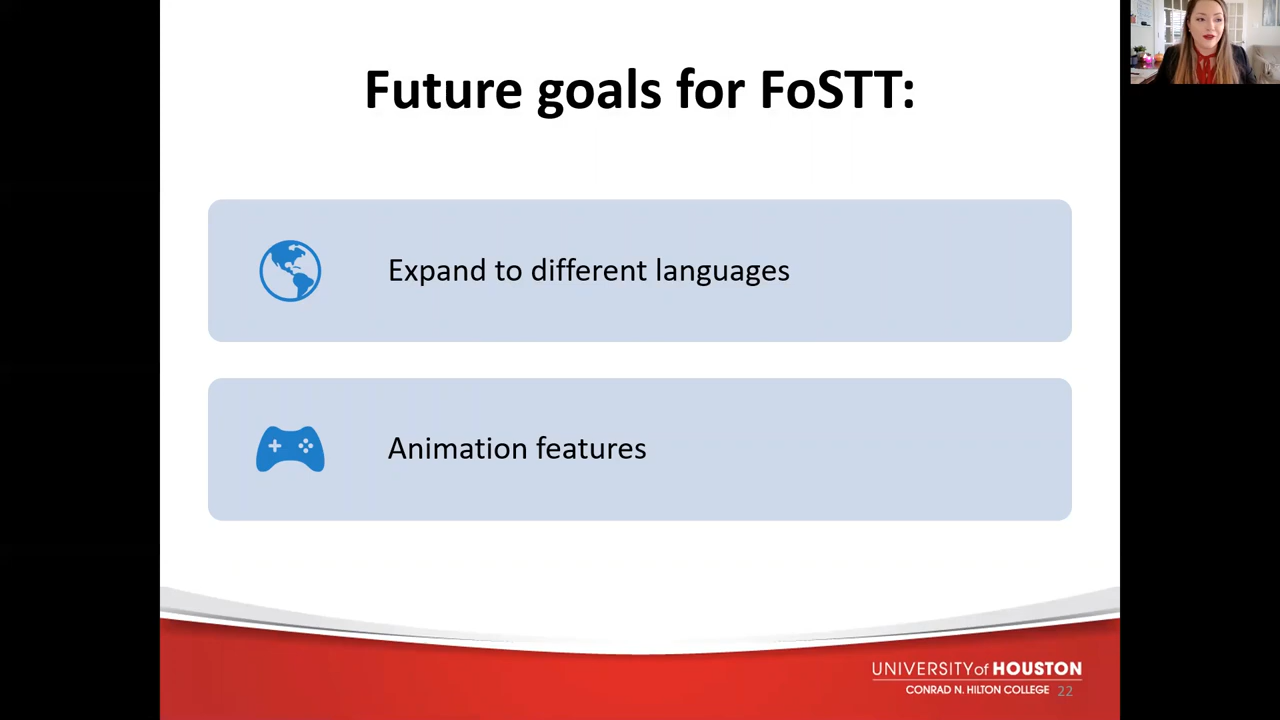 Future goals for FoSTT:
Expand to different languages
Animation features
UNIVERSITY of HOUSTON
CONRAD N. HILTON COLLEGE 22